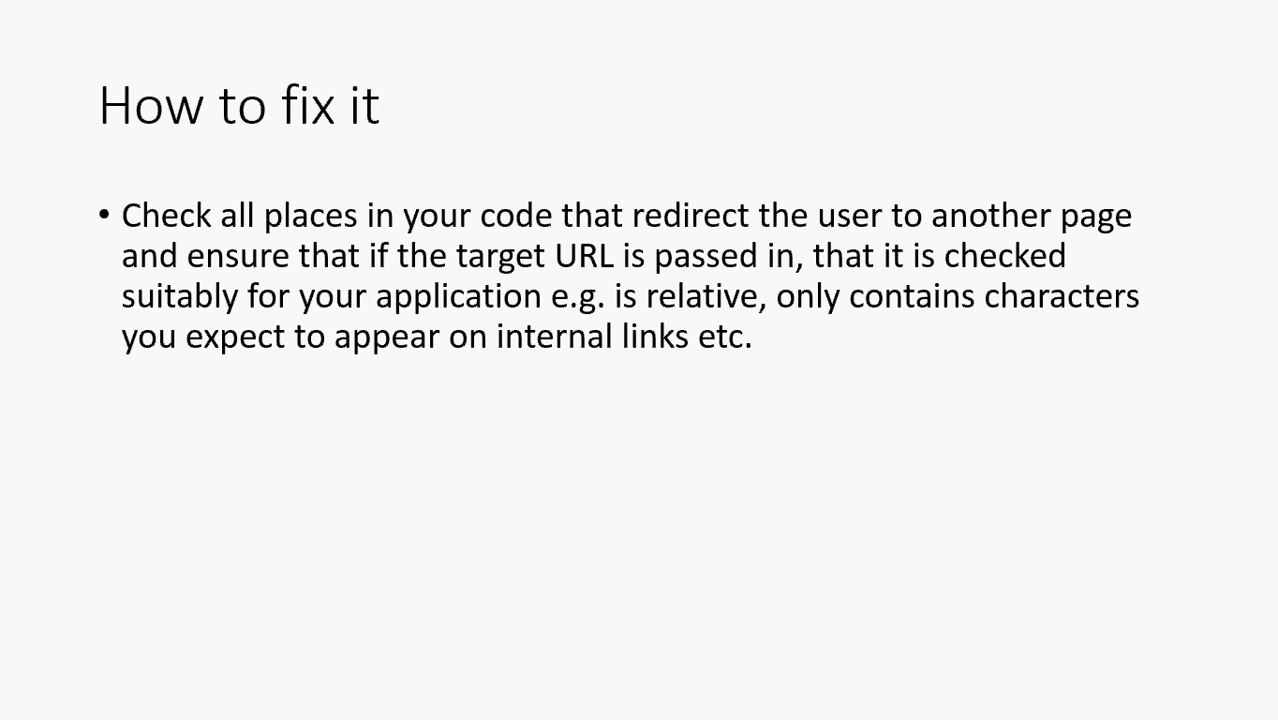 How to fix it
• Check all places in your code that redirect the user to another page
and ensure that if the target URL is passed in, that it is checked
suitably for your application e.g. is relative, only contains characters
you expect to appear on internal links etc.